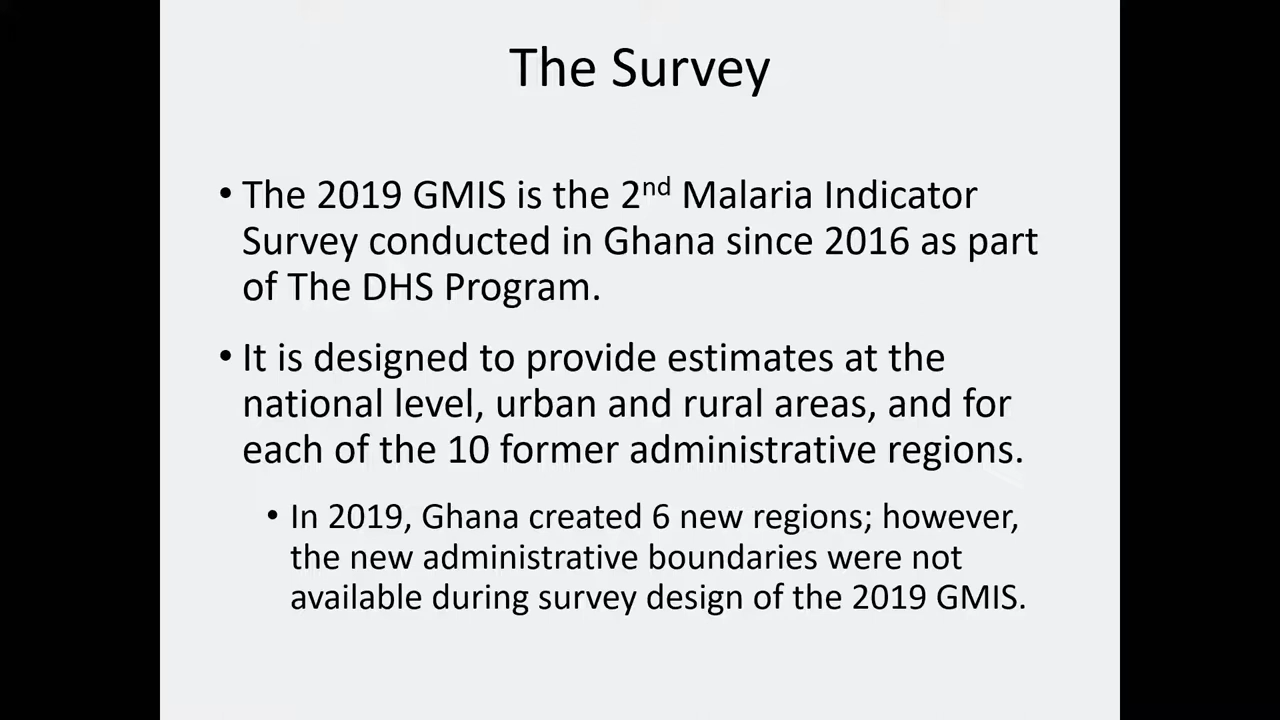 The Survey
• The 2019 GMIS is the 2nd Malaria Indicator
Survey conducted in Ghana since 2016 as part
of The DHS Program.
• It is designed to provide estimates at the
national level, urban and rural areas, and for
each of the 10 former administrative regions.
• In 2019, Ghana created 6 new regions; however,
the new administrative boundaries were not
available during survey design of the 2019 GMIS.